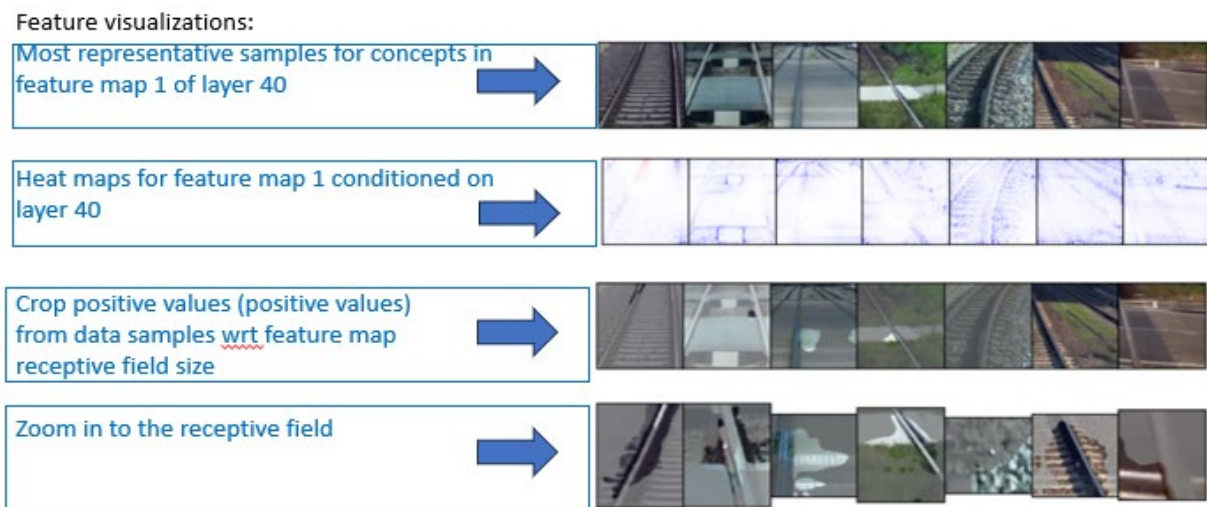 Feature visualizations:
Most representative samples for concepts in
feature map 1 of layer 40
Heat maps for feature map 1 conditioned on
layer 40
Crop positive values (positive values)
from data samples wrt feature map
receptive field size
Zoom in to the receptive field